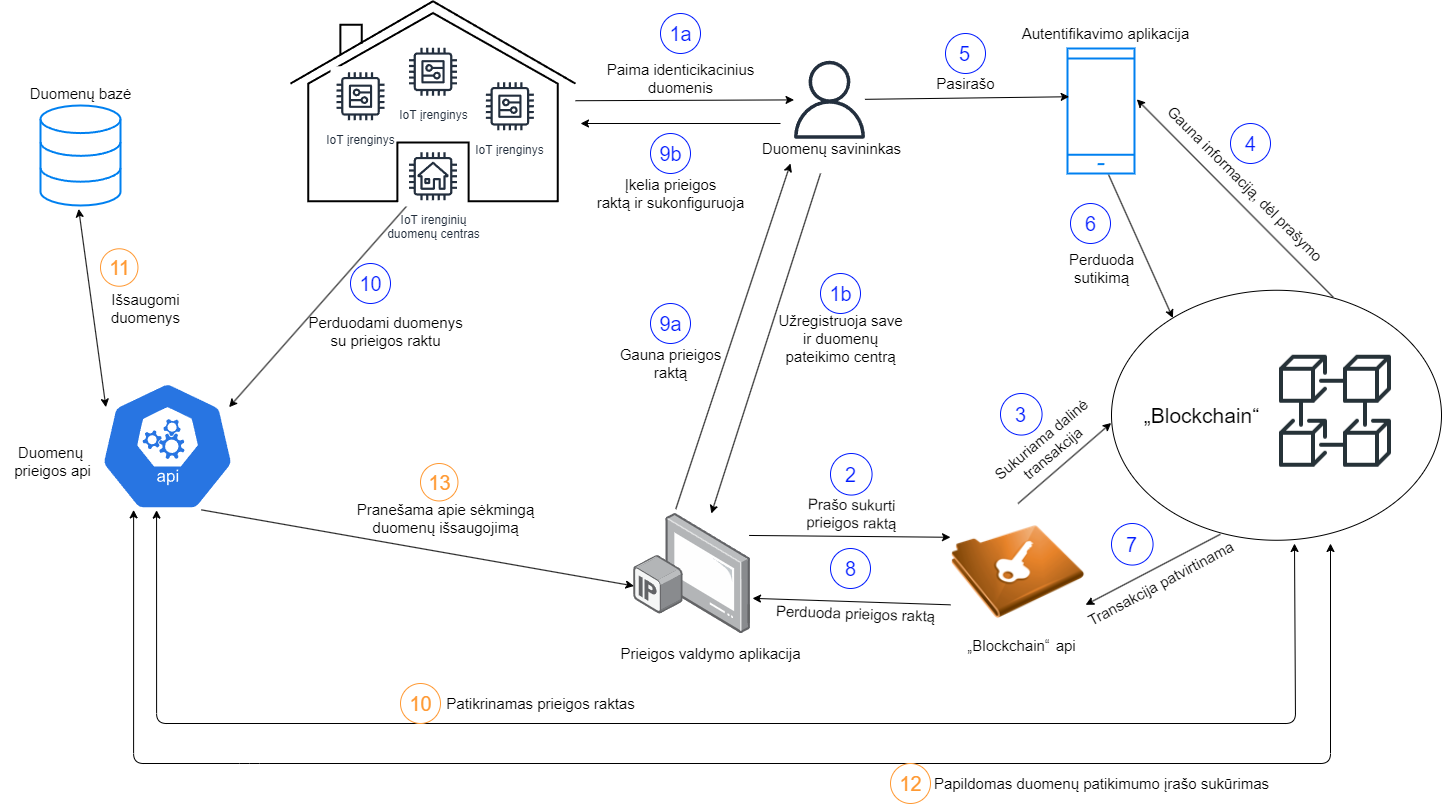 1a
Paima identicikacinius
duomenis
5
Pasirašo
Autentifikavimo aplikacija
Duomenų bazė
IoT įrenginys
IoT įrenginys
IoT įrenginys
Duomenų savininkas
9b
Įkelia prieigos
raktą ir sukonfiguruoja
4
Gauna informaciją, dėl prašymo
IoT irenginių
duomenų centras
6
Perduoda
sutikimą
11
Išsaugomi
duomenys
10
Perduodami duomenys
su prieigos raktu
9a
Gauna prieigos
raktą
1b
Užregistruoja save
ir duomenų
pateikimo centrą
3
Sukuriama dalinė
transakcija
„Blockchain“
Duomenų
prieigos api
api
13
Pranešama apie sėkmingą
duomenų išsaugojimą
2
Prašo sukurti
prieigos raktą
7
Transakcija patvirtinama
8
Perduoda prieigos raktą
IP
Prieigos valdymo aplikacija
„Blockchain“ api
10
Patikrinamas prieigos raktas
12
Papildomas duomenų patikimumo įrašo sukūrimas